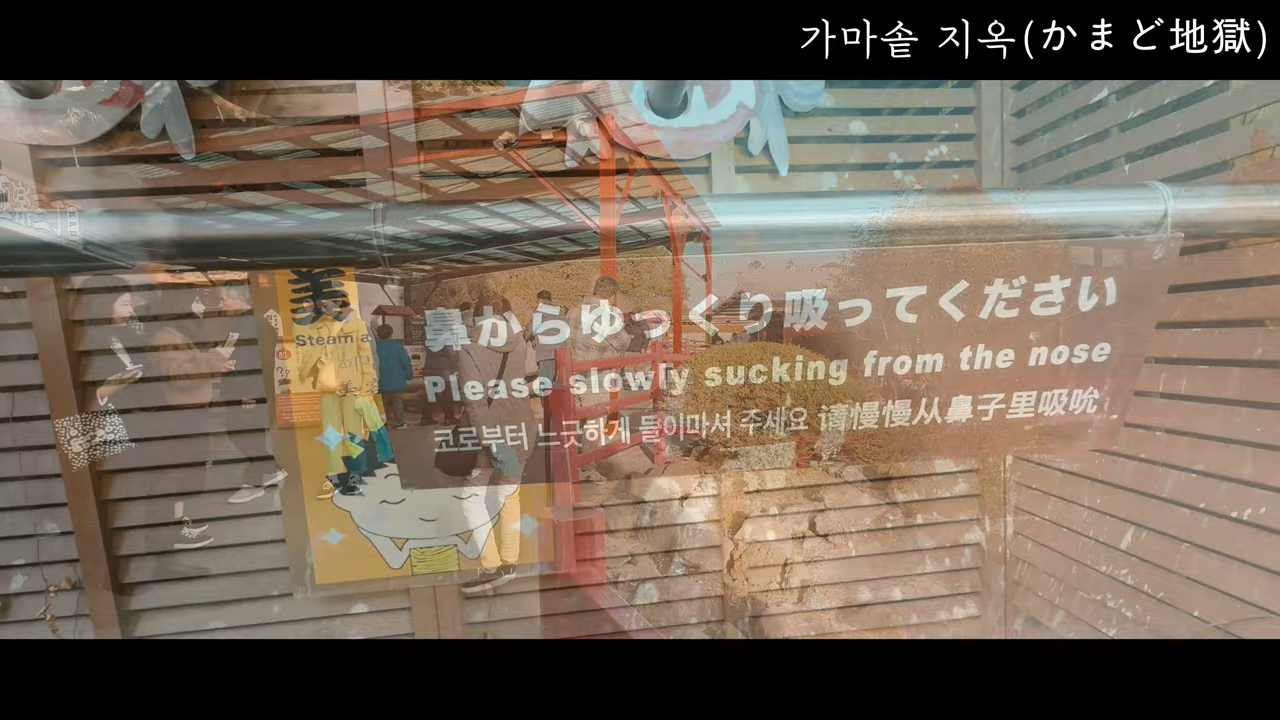 가마솥 지옥(かまど地獄)
美
Steam a
鼻からゆっくり吸ってください
Please slowly sucking from the nose
코로부터 느긋하게 들이마셔 주세요 请慢慢从鼻子里吸吮